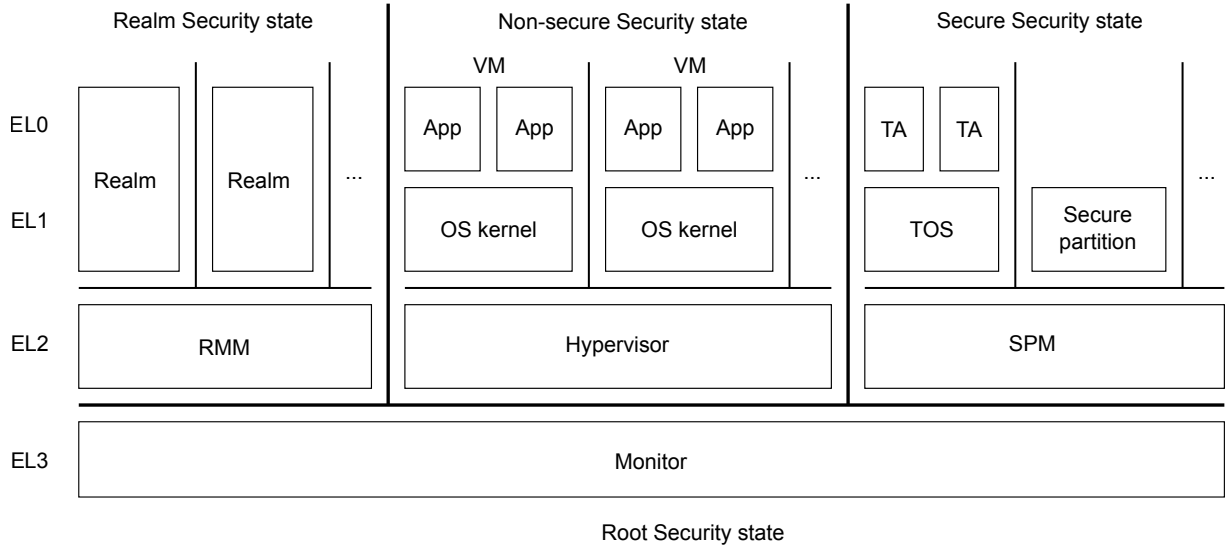 Realm Security state
Non-secure Security state
Secure Security state
VM
VM
EL0
App
App
App
App
TA
TA
Realm
Realm
...
...
...
EL1
OS kernel
OS kernel
TOS
Secure
partition
EL2
RMM
Hypervisor
SPM
EL3
Monitor
Root Security state